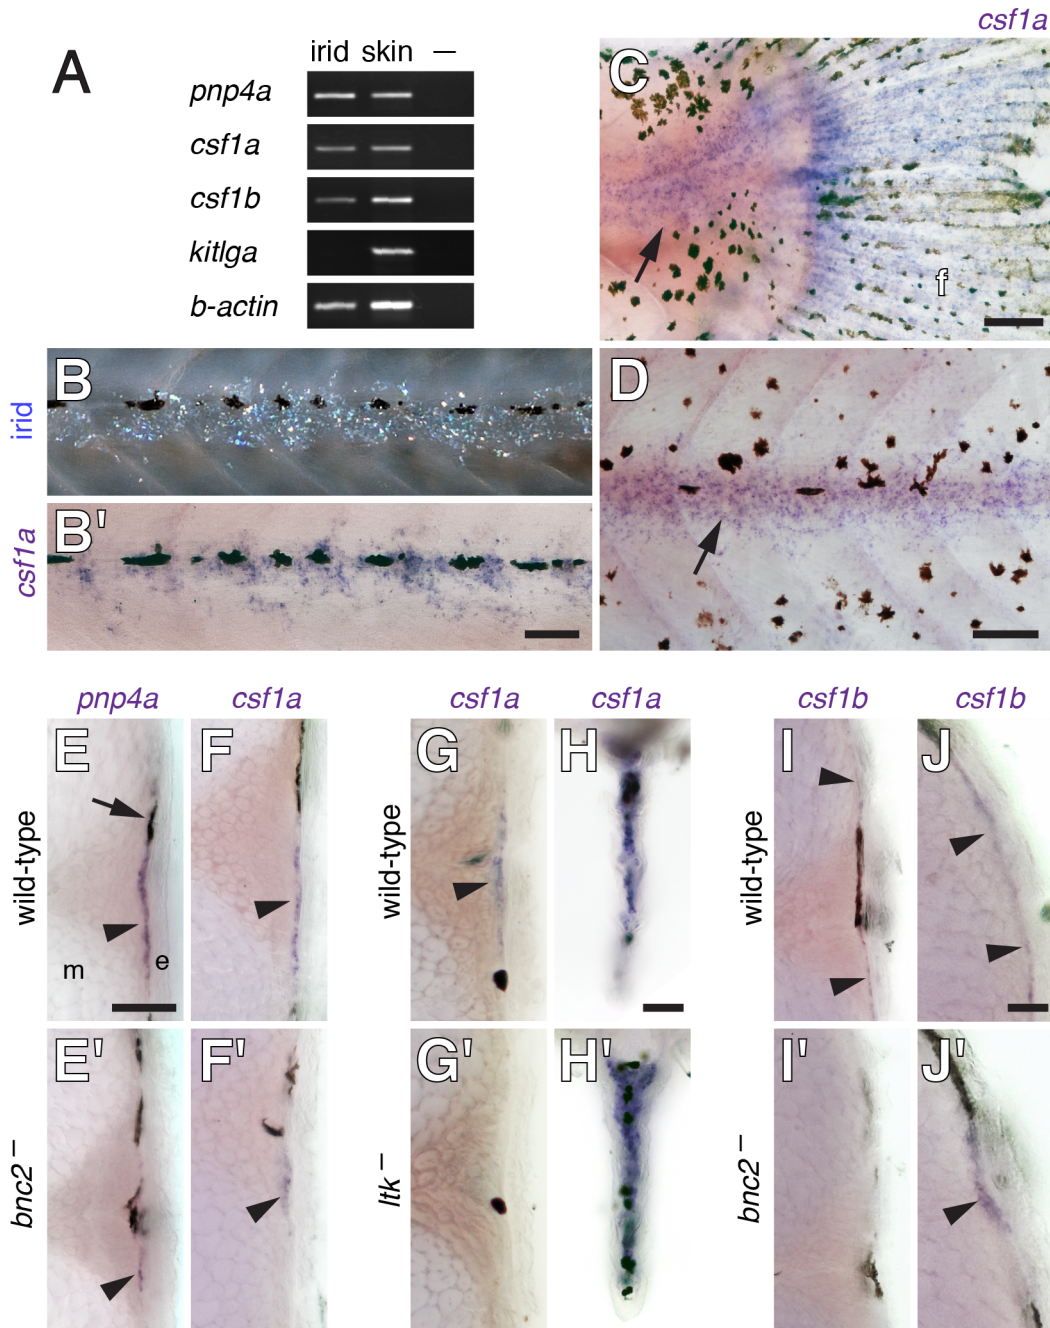 csf1a
A
irid skin –
pnp4a
csf1a
csf1b
kitlga
b-actin
C
f
B
irid
B'
csf1a
D
pnp4a
csf1a
csf1a
csf1a
csf1b
csf1b
wild-type
E
m
e
F
wild-type
G
H
wild-type
I
J
bnc2–
E'
F'
ltk–
G'
H'
bnc2–
I'
J'